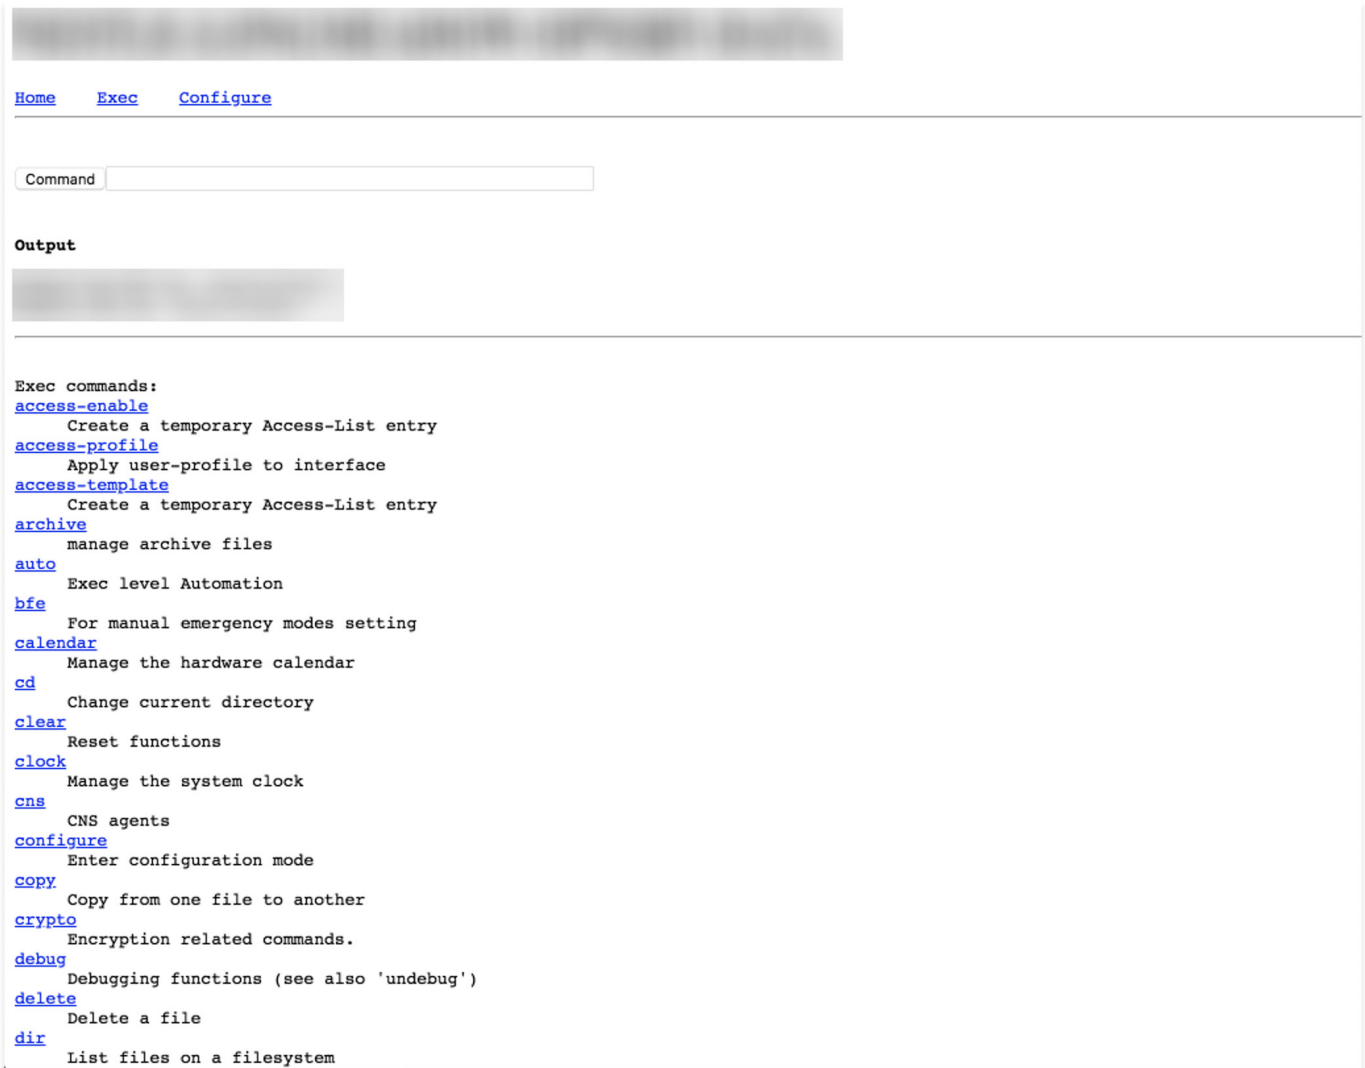 Home Exec Configure
Command
Output
Exec commands:
access-enable
Create a temporary Access-List entry
access-profile
Apply user-profile to interface
access-template
Create a temporary Access-List entry
archive
manage archive files
auto
Exec level Automation
bfe
For manual emergency modes setting
calendar
Manage the hardware calendar
cd
Change current directory
clear
Reset functions
clock
Manage the system clock
cns
CNS agents
configure
Enter configuration mode
copy
Copy from one file to another
crypto
Encryption related commands.
debug
Debugging functions (see also 'undebug')
delete
Delete a file
dir
List files on a filesystem